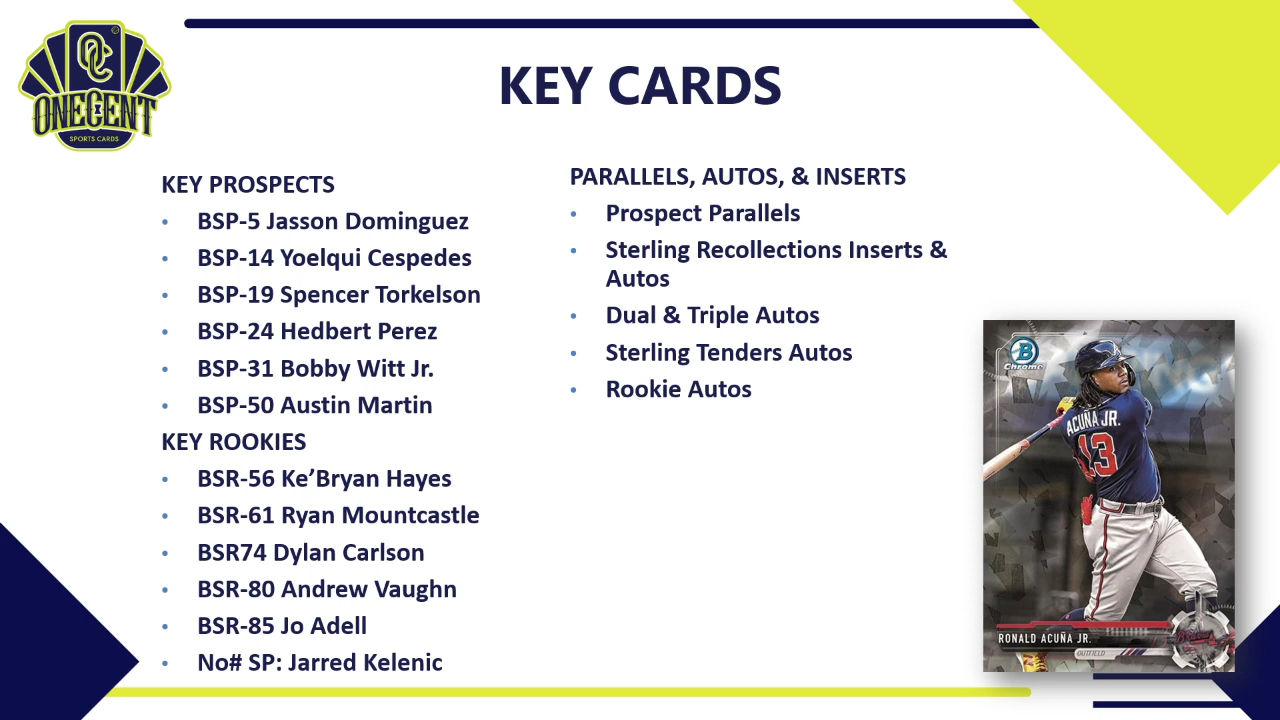 OC
ONECENT
SPORTS CARDS
KEY CARDS
KEY PROSPECTS
• BSP-5 Jasson Dominguez
• BSP-14 Yoelqui Cespedes
• BSP-19 Spencer Torkelson
• BSP-24 Hedbert Perez
• BSP-31 Bobby Witt Jr.
• BSP-50 Austin Martin
KEY ROOKIES
• BSR-56 Ke’Bryan Hayes
• BSR-61 Ryan Mountcastle
• BSR74 Dylan Carlson
• BSR-80 Andrew Vaughn
• BSR-85 Jo Adell
• No# SP: Jarred Kelenic
PARALLELS, AUTOS, & INSERTS
• Prospect Parallels
• Sterling Recollections Inserts &
Autos
• Dual & Triple Autos
• Sterling Tenders Autos
• Rookie Autos
B
Chrome
ACUÑA JR.
13
RONALD ACUÑA JR.
OUTFIELD
Braves